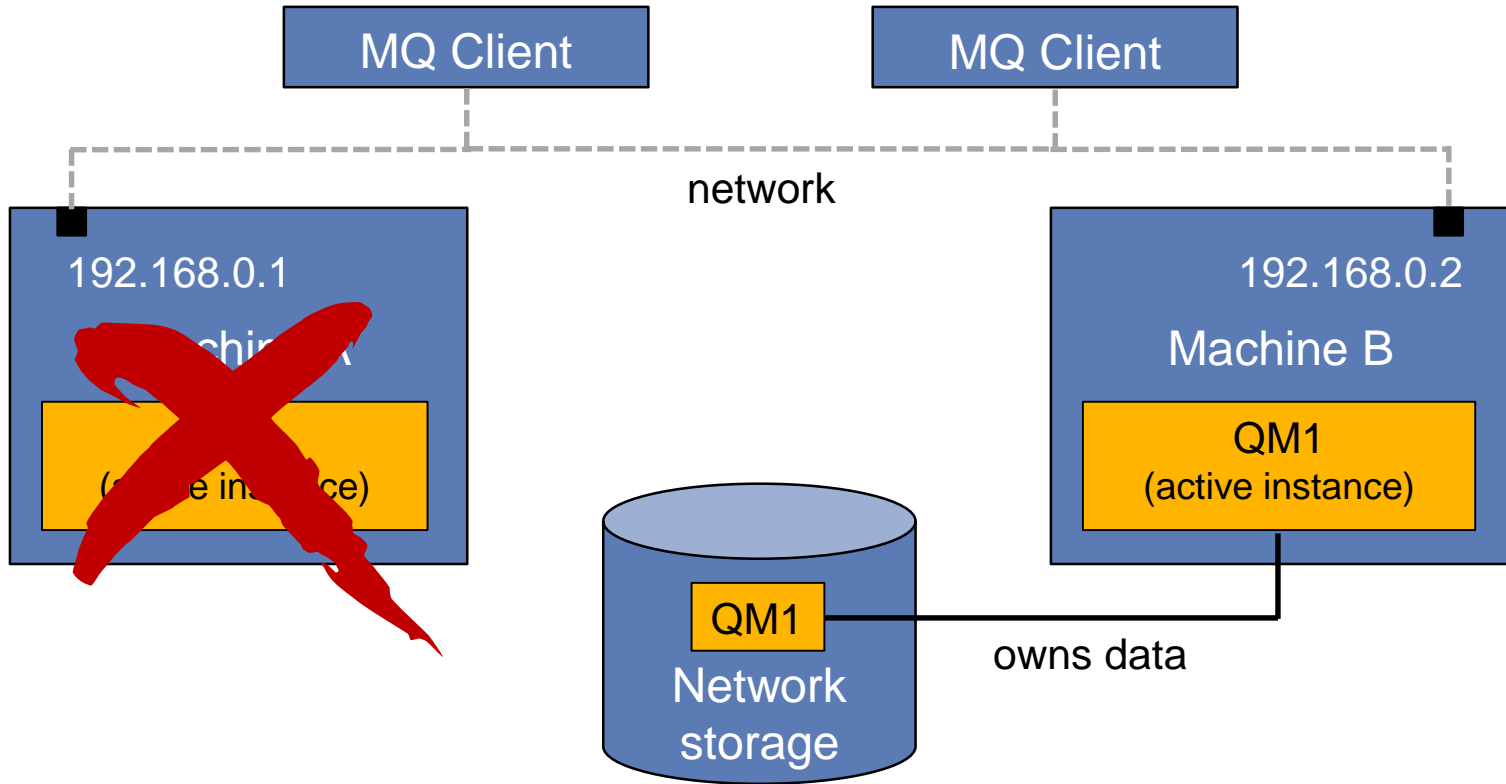 MQ Client
MQ Client
network
192.168.0.1
192.168.0.2
Machine B
QM1
(active instance)
QM1
owns data
Network
storage